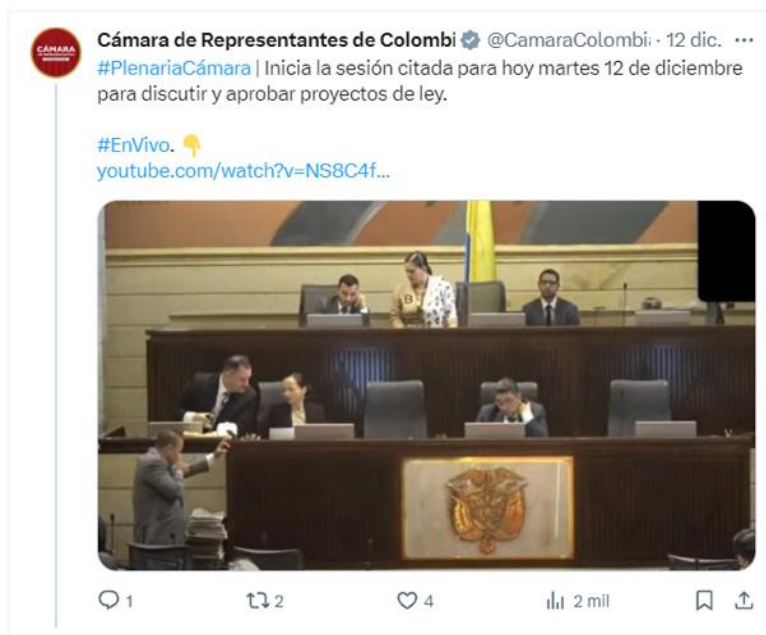 CÁMARA
Cámara de Representantes de Colombi @CamaraColombi · 12 dic. ···
#PlenariaCámara | Inicia la sesión citada para hoy martes 12 de diciembre
para discutir y aprobar proyectos de ley.
#EnVivo. 👇
youtube.com/watch?v=NS8C4f...
B
1 2 4 2 mil